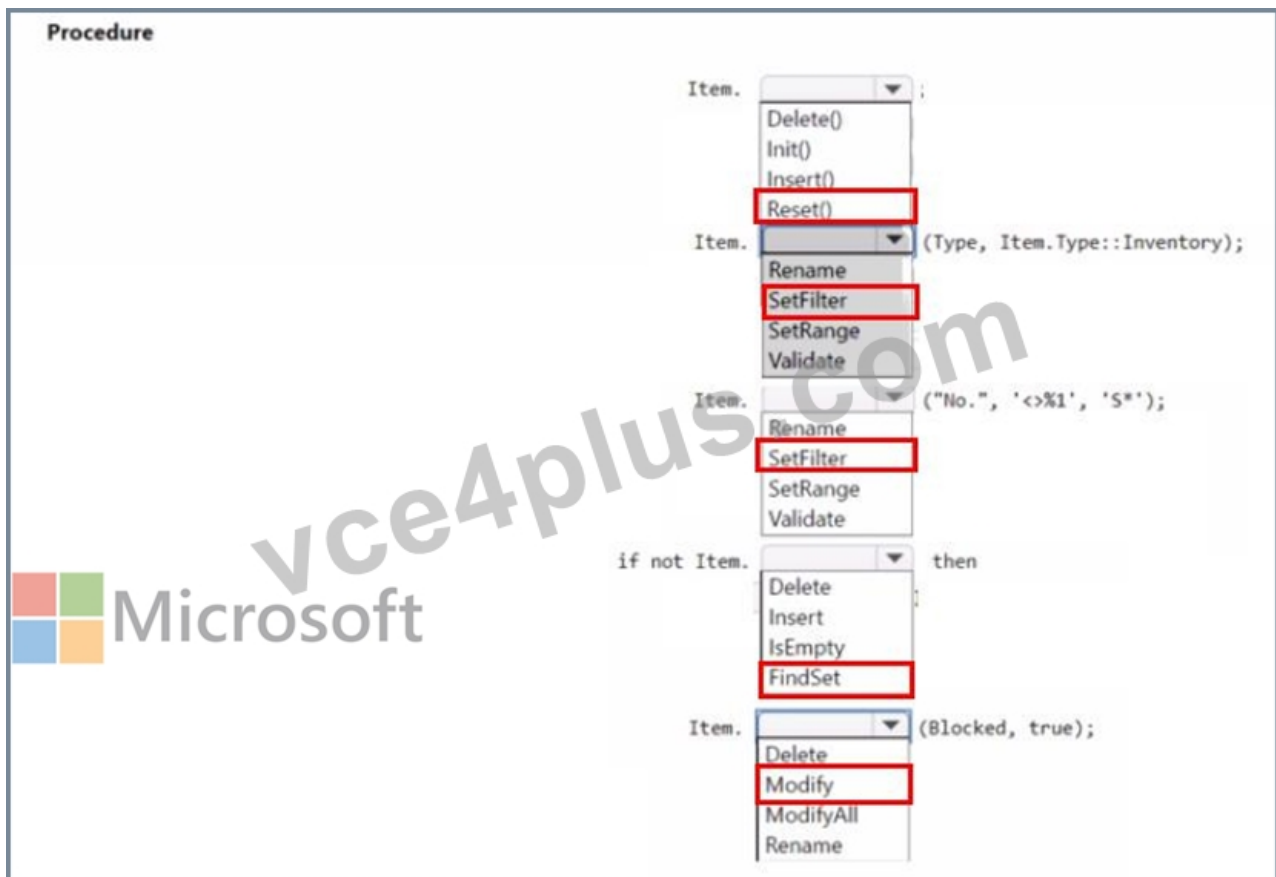 Procedure
Item. ;
Delete()
Init()
Insert()
Reset()
Item. (Type, Item.Type::Inventory);
Rename
SetFilter
SetRange
Validate
Item. ("No.", '<>%1', 'S*');
Rename
SetFilter
SetRange
Validate
if not Item. then
Delete
Insert
IsEmpty
FindSet
Item. (Blocked, true);
Delete
Modify
ModifyAll
Rename
Microsoft
vce4plus.com